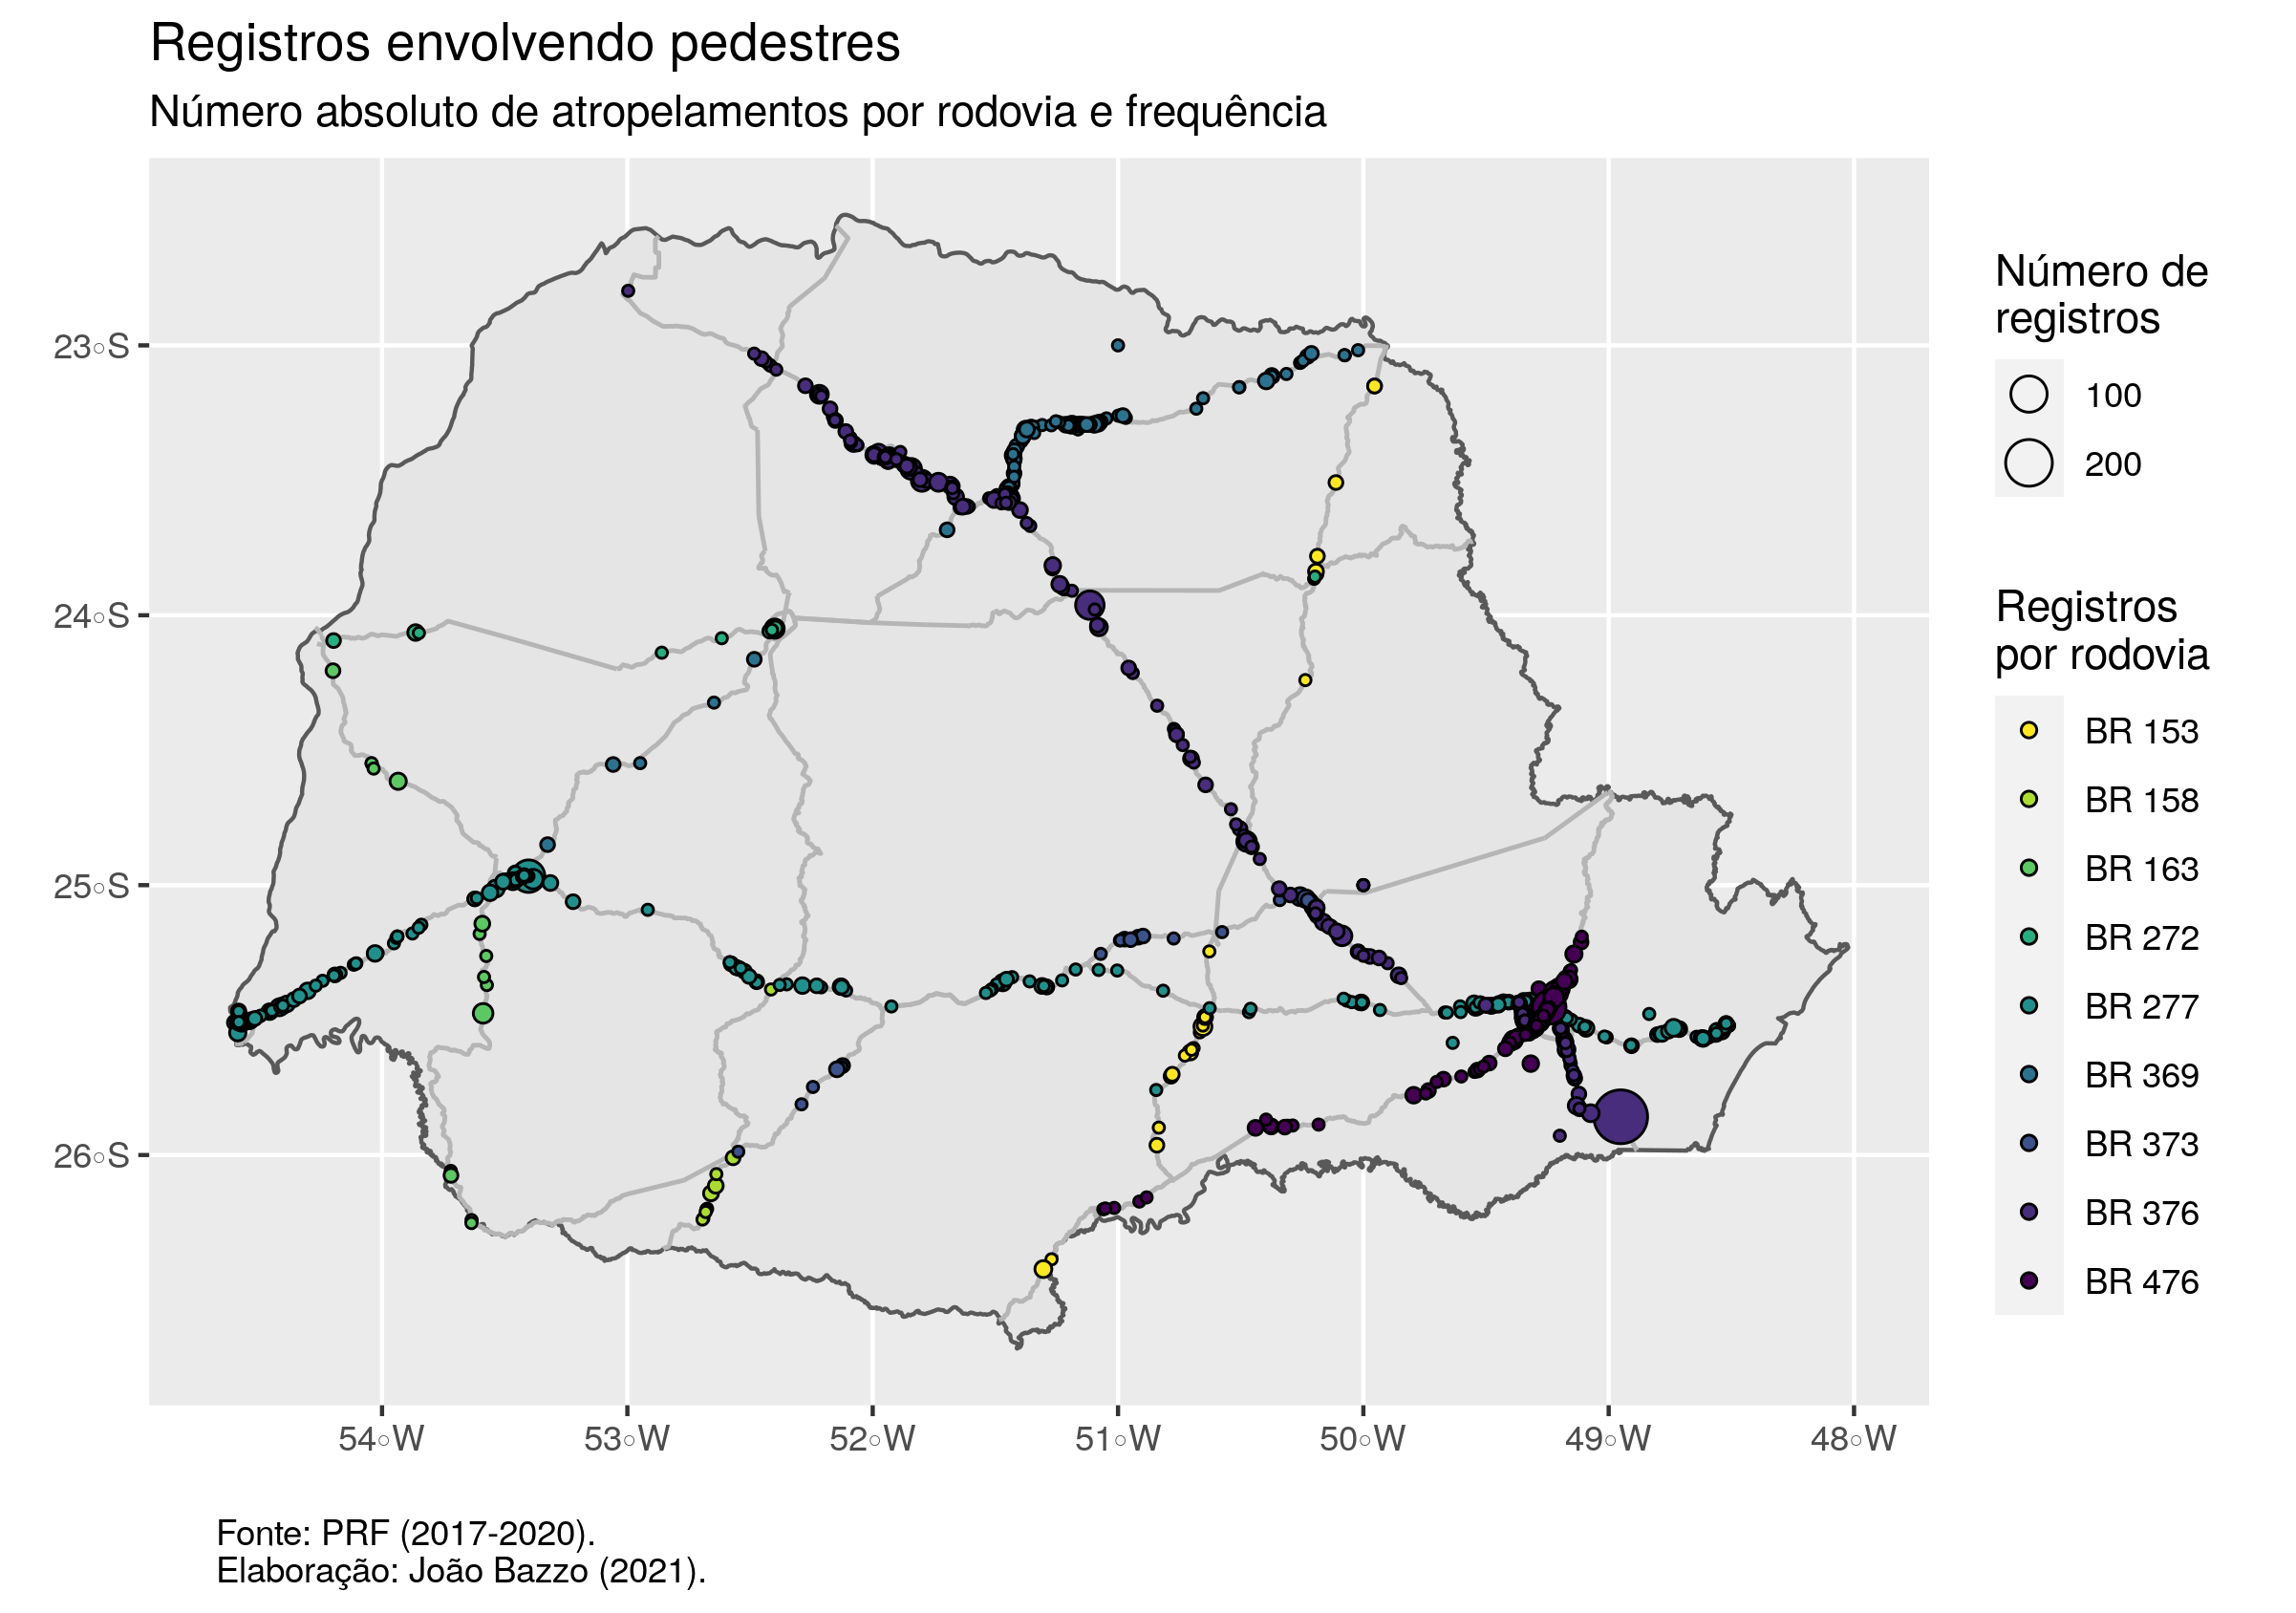 Registros envolvendo pedestres
Número absoluto de atropelamentos por rodovia e frequência
23°S
24°S
25°S
26°S
54°W
53°W
52°W
51°W
50°W
49°W
48°W
Número de
registros
100
200
Registros
por rodovia
BR 153
BR 158
BR 163
BR 272
BR 277
BR 369
BR 373
BR 376
BR 476
Fonte: PRF (2017-2020).
Elaboração: João Bazzo (2021).